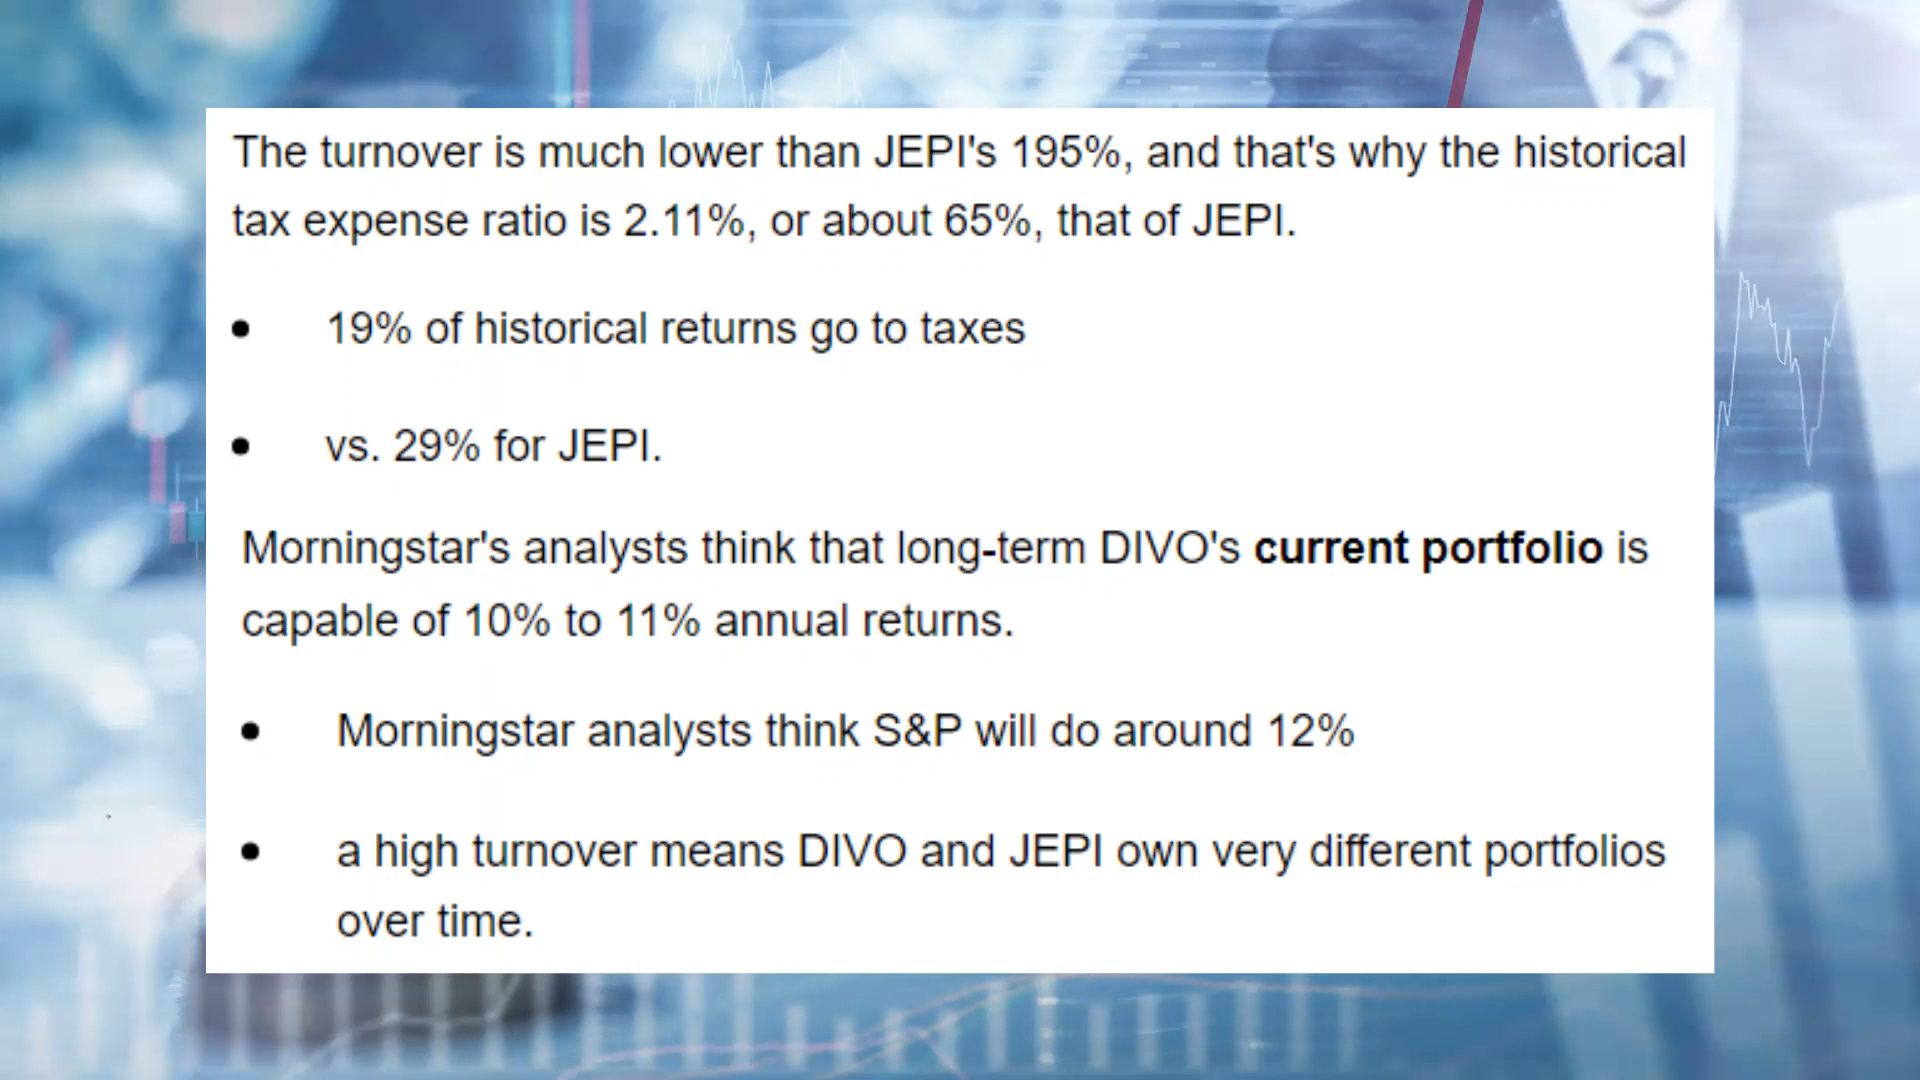 The turnover is much lower than JEPI's 195%, and that's why the historical
tax expense ratio is 2.11%, or about 65%, that of JEPI.
• 19% of historical returns go to taxes
• vs. 29% for JEPI.
Morningstar's analysts think that long-term DIVO's current portfolio is
capable of 10% to 11% annual returns.
• Morningstar analysts think S&P will do around 12%
• a high turnover means DIVO and JEPI own very different portfolios
over time.